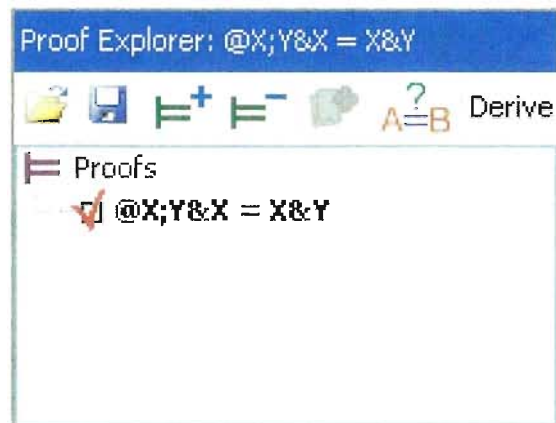 Proof Explorer: @X;Y&X = X&Y
A?=B Derive
Proofs
@X;Y&X = X&Y